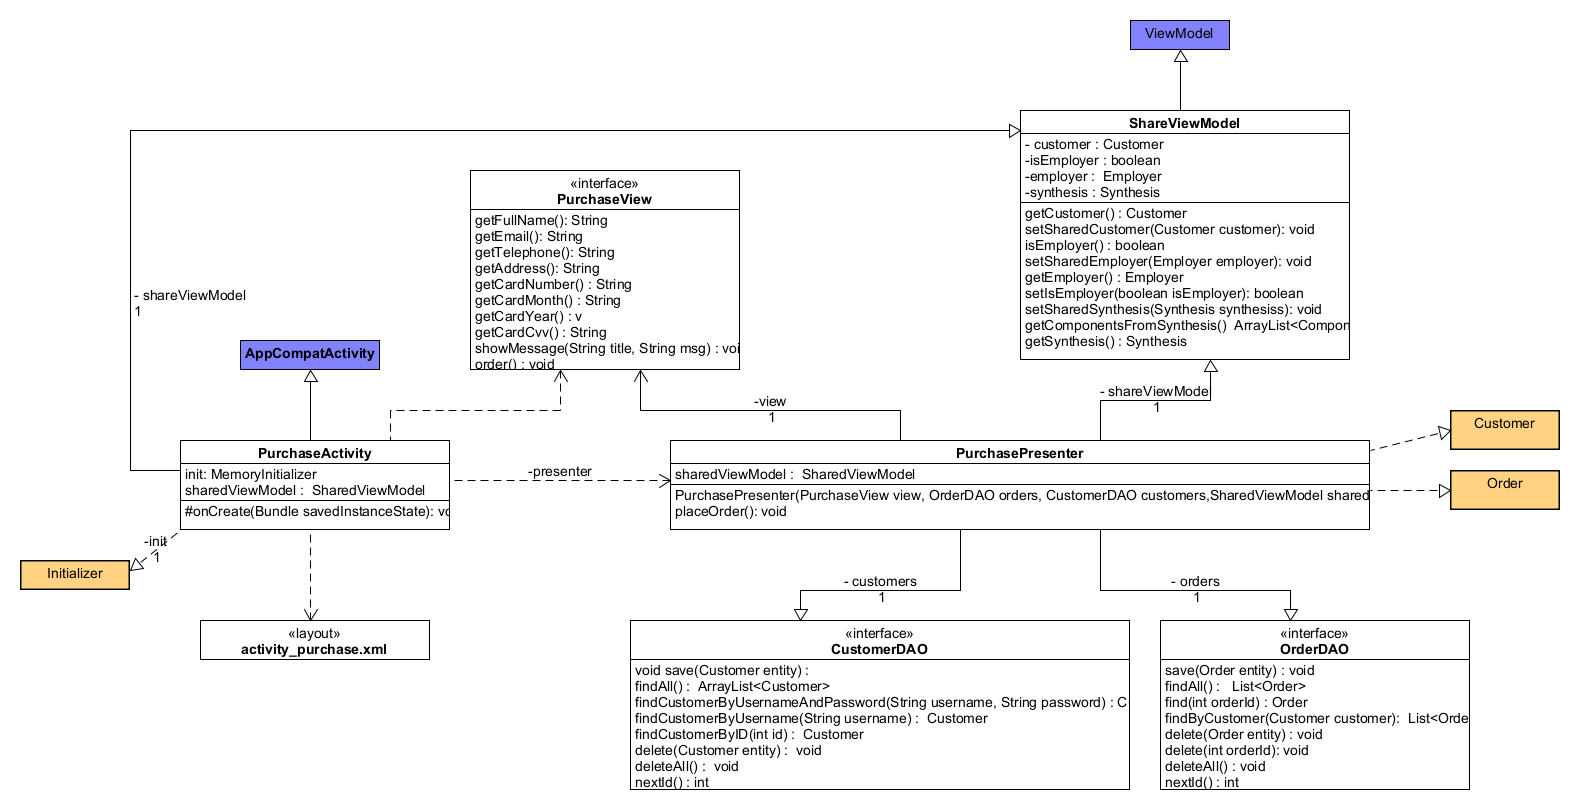 ViewModel
ShareViewModel
- customer : Customer
-isEmployer : boolean
-employer :  Employer
-synthesis : Synthesis
getCustomer() : Customer
setSharedCustomer(Customer customer): void
isEmployer() : boolean
setSharedEmployer(Employer employer): void
getEmployer() : Employer
setIsEmployer(boolean isEmployer): boolean
setSharedSynthesis(Synthesis synthesiss): void
getComponentsFromSynthesis()  ArrayList<Compon
getSynthesis() : Synthesis
«interface»
PurchaseView
getFullName(): String
getEmail(): String
getTelephone(): String
getAddress(): String
getCardNumber() : String
getCardMonth() : String
getCardYear() : v
getCardCvv() : String
showMessage(String title, String msg) : voi
order() : void
- shareViewModel
1
AppCompatActivity
-view
1
- shareViewMode
1
Customer
Order
PurchaseActivity
init: MemoryInitializer
sharedViewModel :  SharedViewModel
#onCreate(Bundle savedInstanceState): vo
-presenter
PurchasePresenter
sharedViewModel :  SharedViewModel
PurchasePresenter(PurchaseView view, OrderDAO orders, CustomerDAO customers,SharedViewModel shared
placeOrder(): void
-init
1
Initializer
«layout»
activity_purchase.xml
- customers
1
- orders
1
«interface»
CustomerDAO
void save(Customer entity) :
findAll() :  ArrayList<Customer>
findCustomerByUsernameAndPassword(String username, String password) : C
findCustomerByUsername(String username) :  Customer
findCustomerByID(int id) :  Customer
delete(Customer entity) :  void
deleteAll() :  void
nextId() : int
«interface»
OrderDAO
save(Order entity) : void
findAll() :   List<Order>
find(int orderId) : Order
findByCustomer(Customer customer):  List<Orde
delete(Order entity) : void
delete(int orderId): void
deleteAll() : void
nextId() : int